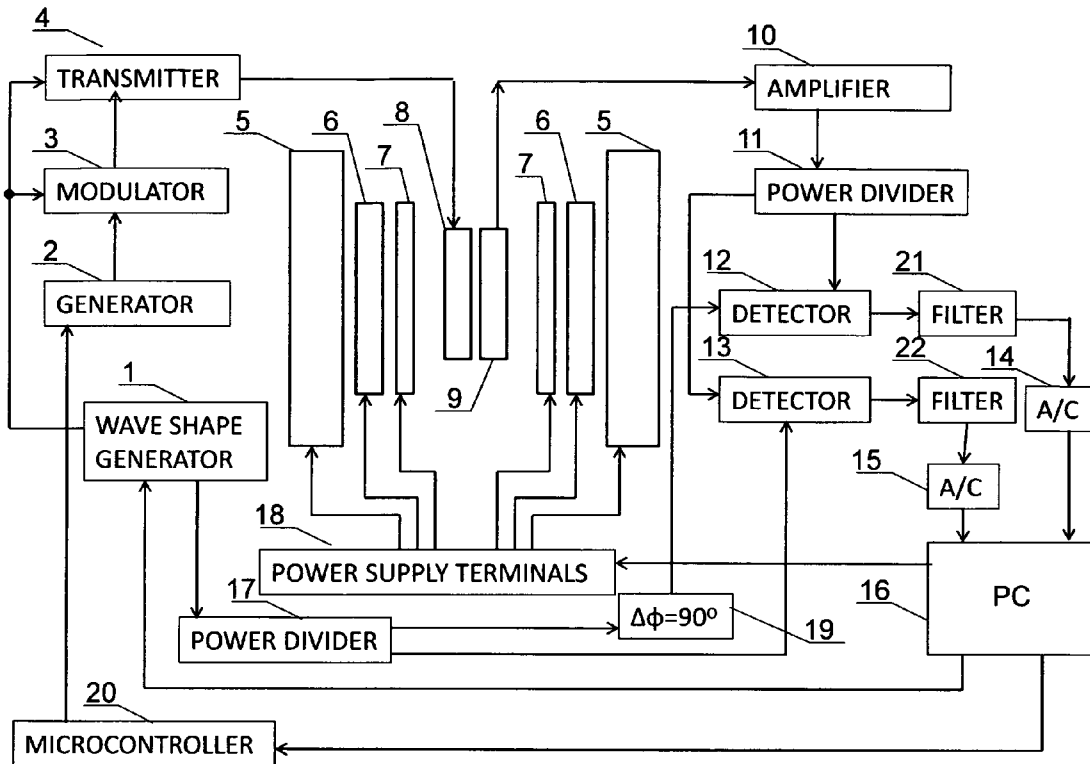 4
TRANSMITTER
10
AMPLIFIER
5
6
7
8
6
5
7
3
MODULATOR
11
POWER DIVIDER
2
GENERATOR
12
DETECTOR
21
FILTER
13
DETECTOR
22
FILTER
14
A/C
9
1
WAVE SHAPE
GENERATOR
15
A/C
18
POWER SUPPLY TERMINALS
16
PC
17
POWER DIVIDER
Δϕ=90º
19
20
MICROCONTROLLER